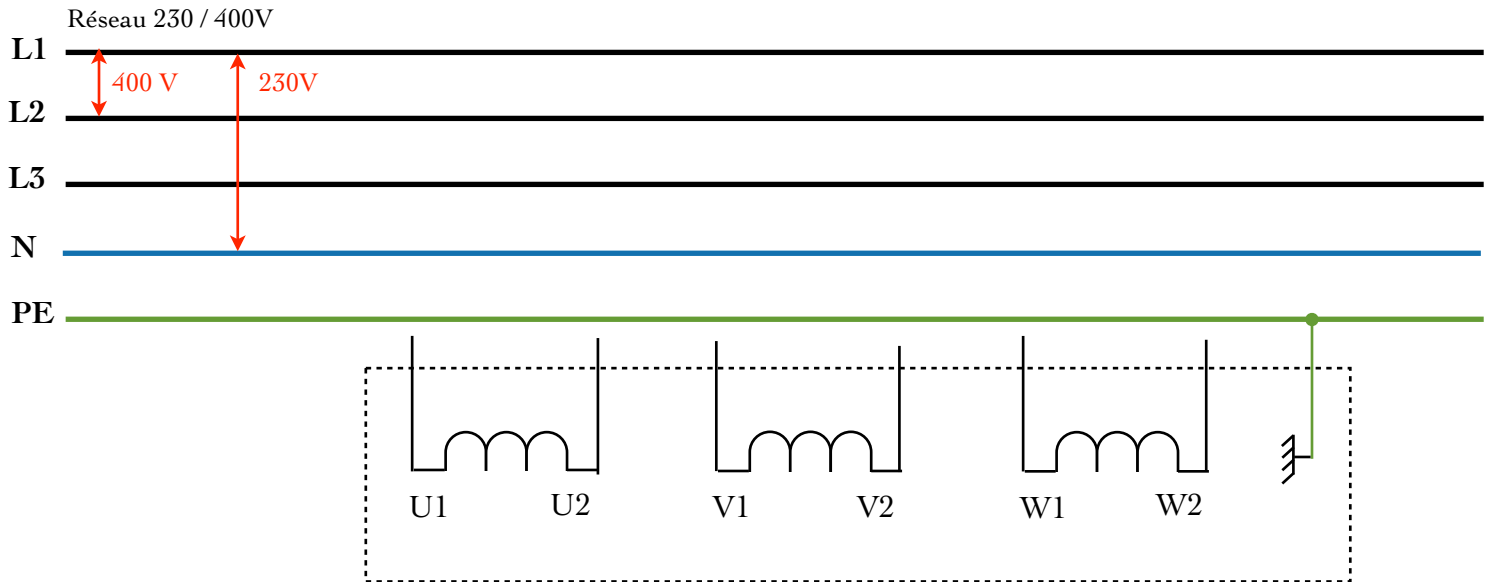 Réseau 230 / 400V
L1
400 V 230V
L2
L3
N
PE
U1 U2 V1 V2 W1 W2